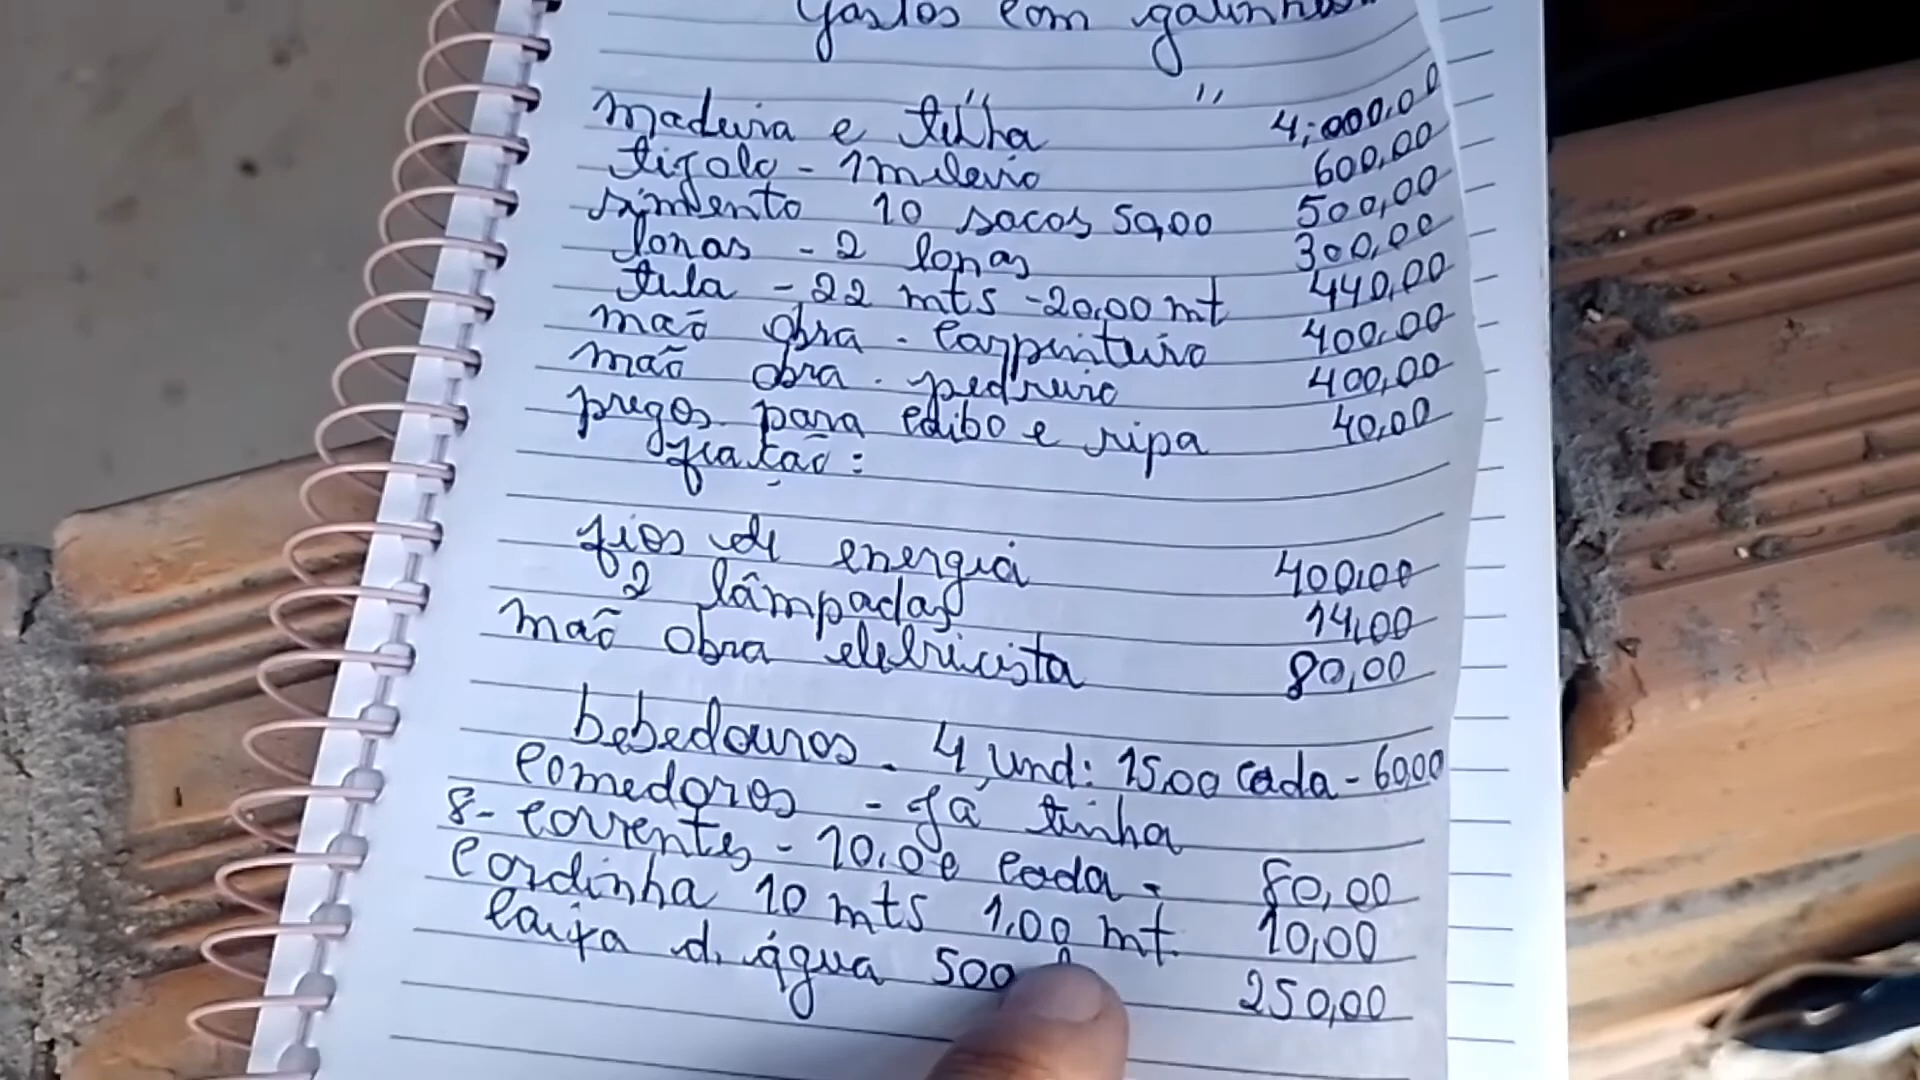 Gastos com galinha
madeira e telha " 4.000,00
tijolo - 1 mileiro 600,00
simento 10 sacos 50,00 500,00
lonas - 2 lonas 300,00
tela - 22 mts - 20,00 mt 440,00
mão obra - carpinteiro 400,00
mão obra - pedreiro 400,00
pregos para caibo e ripa 40,00
fiação:
fios de energia 400,00
2 lâmpadas 14,00
mão obra eletricista 80,00
bebedouros - 4 und: 15,00 cada - 60,00
comedoros - já tinha
8 - correntes - 10,00 cada - 80,00
cordinha 10 mts 1,00 mt. 10,00
caixa d. água 500 250,00